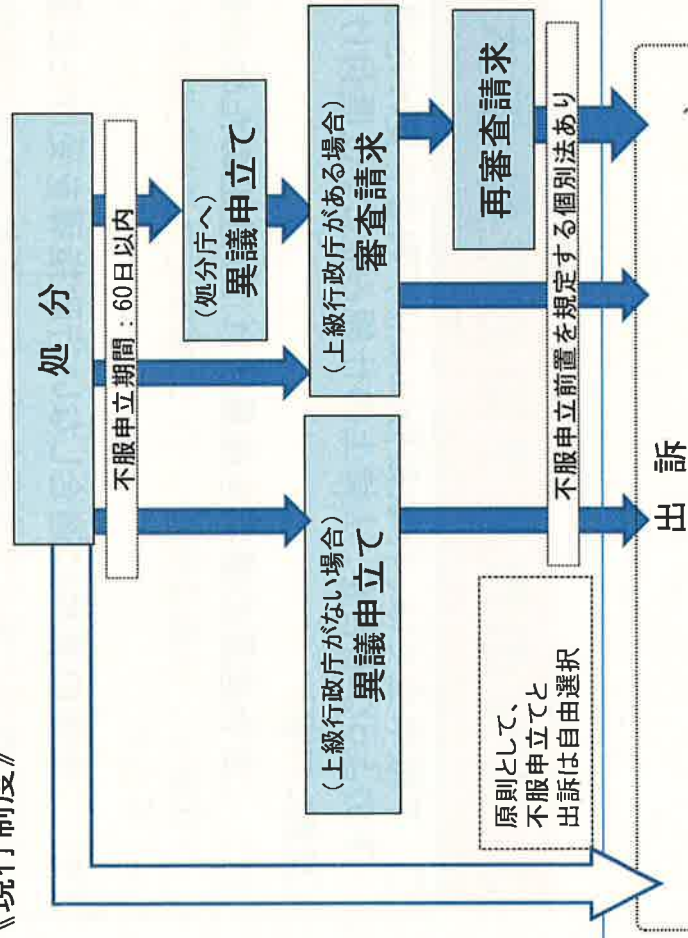 《現行制度》
処分
不服申立期間：60日以内
(処分庁へ)
異議申立て
(上級行政庁がない場合)
異議申立て
(上級行政庁がある場合)
審査請求
再審査請求
原則として、
不服申立てと
出訴は自由選択
不服申立前置を規定する個別法あり
出訴